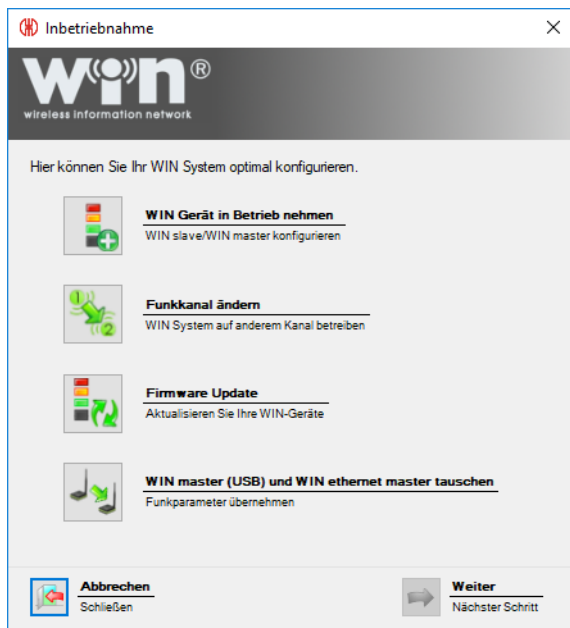 Inbetriebnahme
WIN®
wireless information network
Hier können Sie Ihr WIN System optimal konfigurieren.
WIN Gerät in Betrieb nehmen
WIN slave/WIN master konfigurieren
1
2
Funkkanal ändern
WIN System auf anderem Kanal betreiben
Firmware Update
Aktualisieren Sie Ihre WIN-Geräte
WIN master (USB) und WIN ethernet master tauschen
Funkparameter übernehmen
Abbrechen
Schließen
Weiter
Nächster Schritt